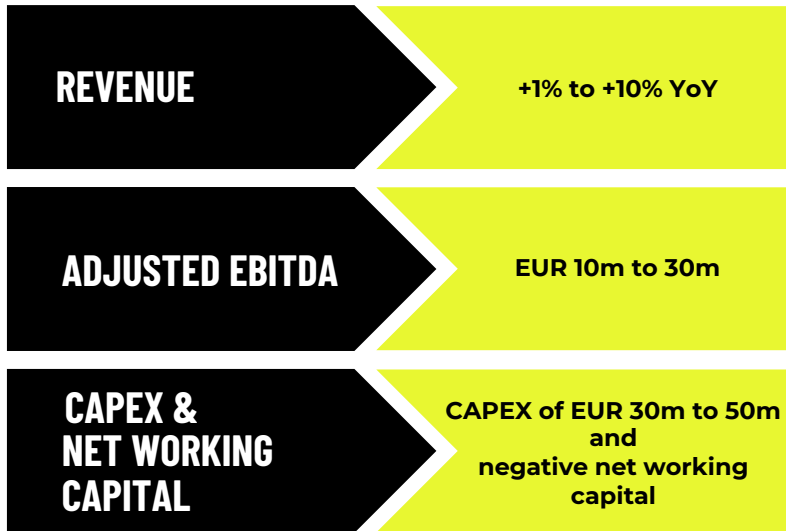 REVENUE
+1% to +10% YoY
ADJUSTED EBITDA
EUR 10m to 30m
CAPEX &
NET WORKING
CAPITAL
CAPEX of EUR 30m to 50m
and
negative net working
capital